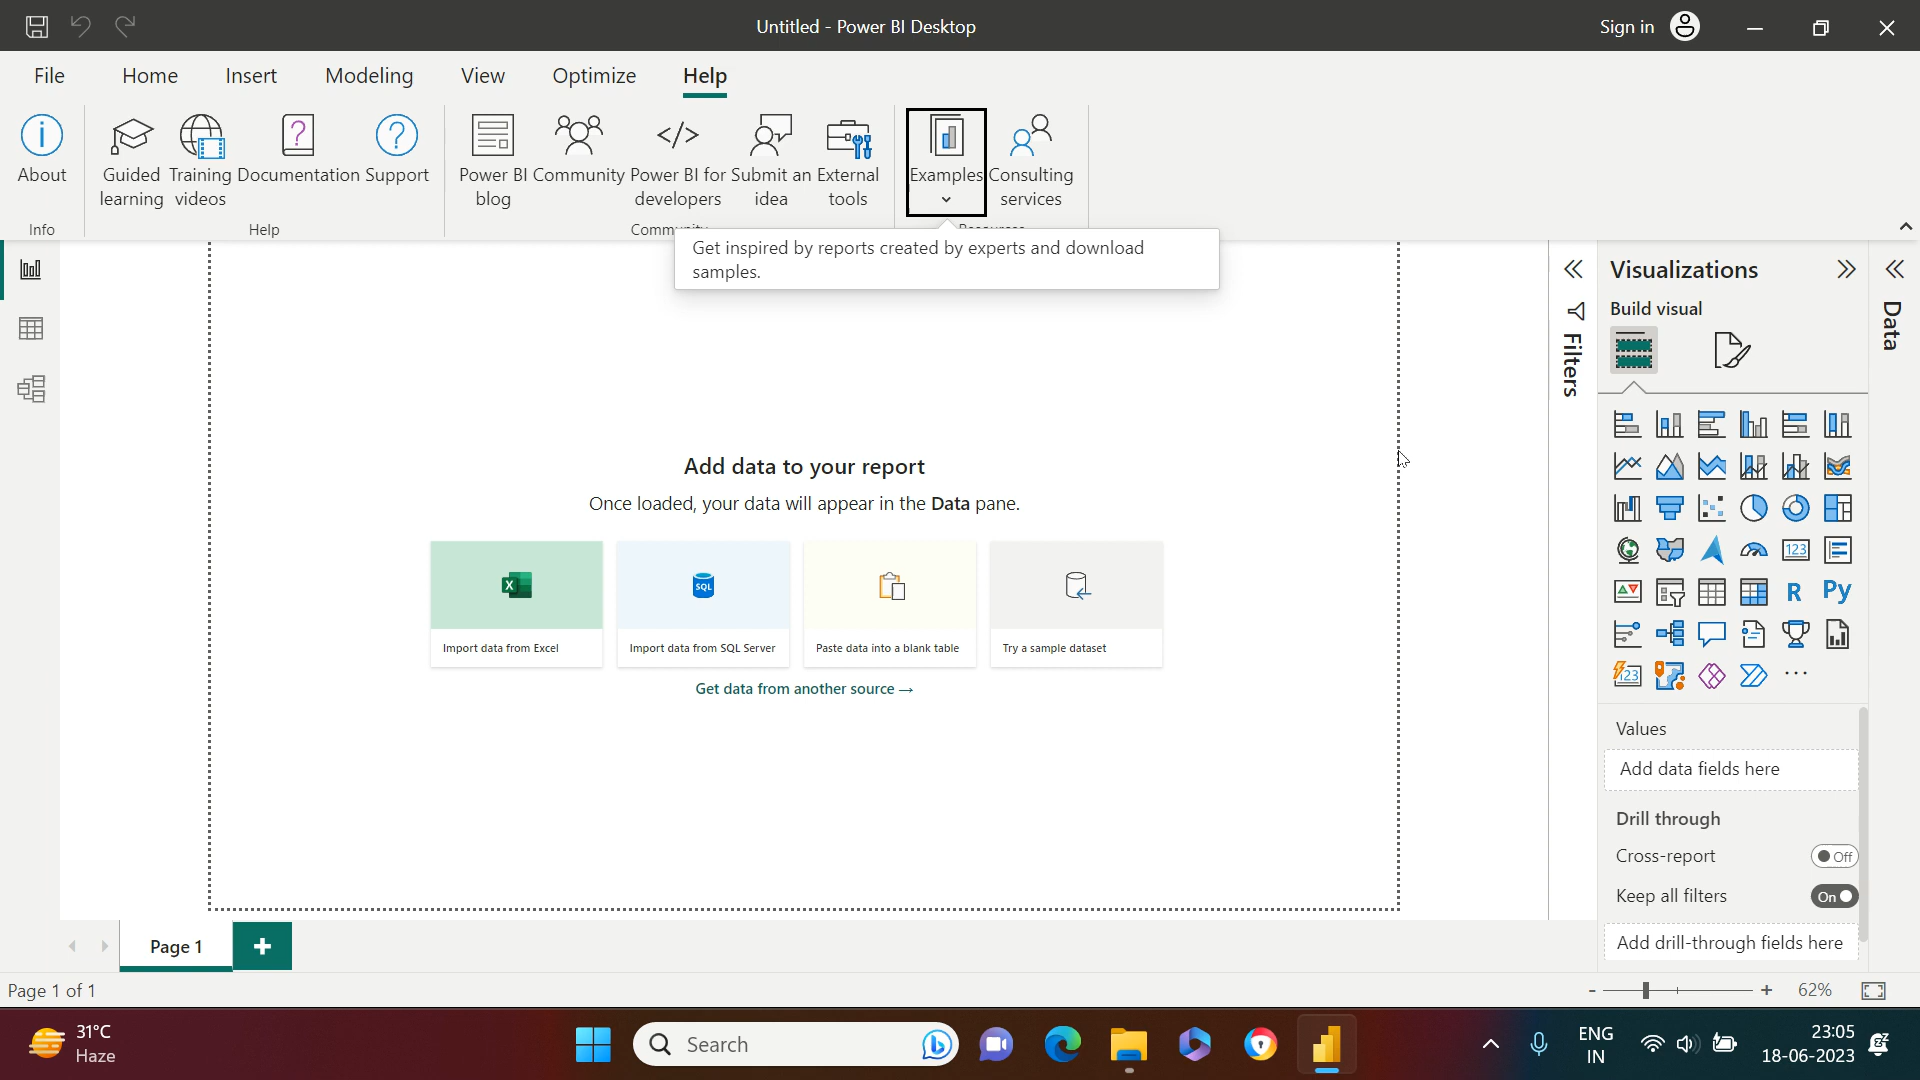 Untitled - Power BI Desktop
Sign in
File Home Insert Modeling View Optimize Help
About
Guided learning
Training videos
Documentation
Support
Power BI blog
Community
Power BI for developers
Submit an idea
External tools
Examples
Consulting services
Info
Help
Get inspired by reports created by experts and download
samples.
Visualizations
Build visual
Filters
Data
Add data to your report
Once loaded, your data will appear in the Data pane.
X
SQL
Import data from Excel
Import data from SQL Server
Paste data into a blank table
Try a sample dataset
Get data from another source →
123
R
Py
123
Values
Add data fields here
Drill through
Cross-report Off
Keep all filters On
Add drill-through fields here
Page 1
Page 1 of 1
- + 62%
31°C
Haze
Search
ENG
IN
23:05
18-06-2023